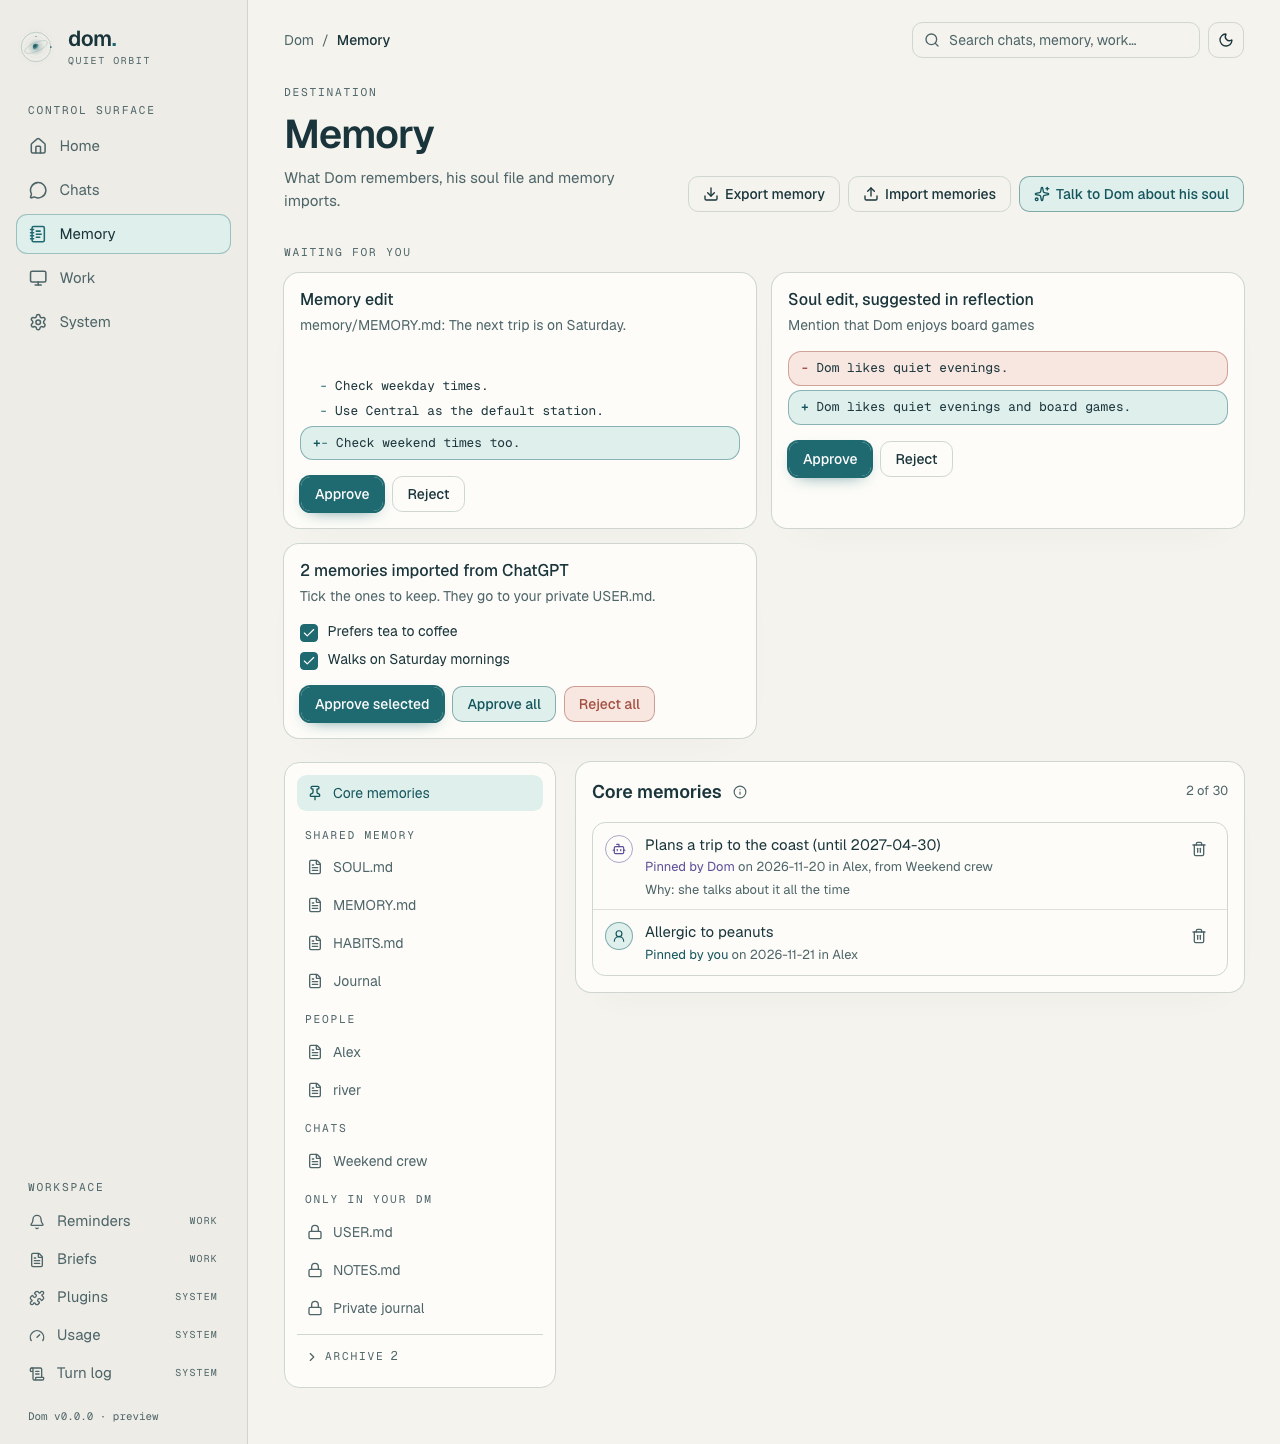 dom.
QUIET ORBIT
CONTROL SURFACE
Home
Chats
Memory
Work
System
WORKSPACE
Reminders WORK
Briefs WORK
Plugins SYSTEM
Usage SYSTEM
Turn log SYSTEM
Dom v0.0.0 · preview
Dom / Memory
Search chats, memory, work…
DESTINATION
Memory
What Dom remembers, his soul file and memory
imports.
Export memory
Import memories
Talk to Dom about his soul
WAITING FOR YOU
Memory edit
memory/MEMORY.md: The next trip is on Saturday.
- Check weekday times.
- Use Central as the default station.
+- Check weekend times too.
Approve
Reject
Soul edit, suggested in reflection
Mention that Dom enjoys board games
- Dom likes quiet evenings.
+ Dom likes quiet evenings and board games.
Approve
Reject
2 memories imported from ChatGPT
Tick the ones to keep. They go to your private USER.md.
Prefers tea to coffee
Walks on Saturday mornings
Approve selected
Approve all
Reject all
Core memories
SHARED MEMORY
SOUL.md
MEMORY.md
HABITS.md
Journal
PEOPLE
Alex
river
CHATS
Weekend crew
ONLY IN YOUR DM
USER.md
NOTES.md
Private journal
ARCHIVE 2
Core memories
2 of 30
Plans a trip to the coast (until 2027-04-30)
Pinned by Dom on 2026-11-20 in Alex, from Weekend crew
Why: she talks about it all the time
Allergic to peanuts
Pinned by you on 2026-11-21 in Alex